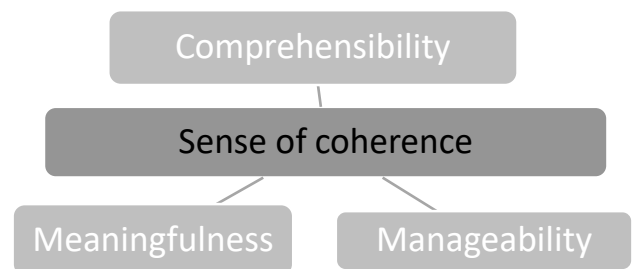 Comprehensibility
Sense of coherence
Meaningfulness
Manageability